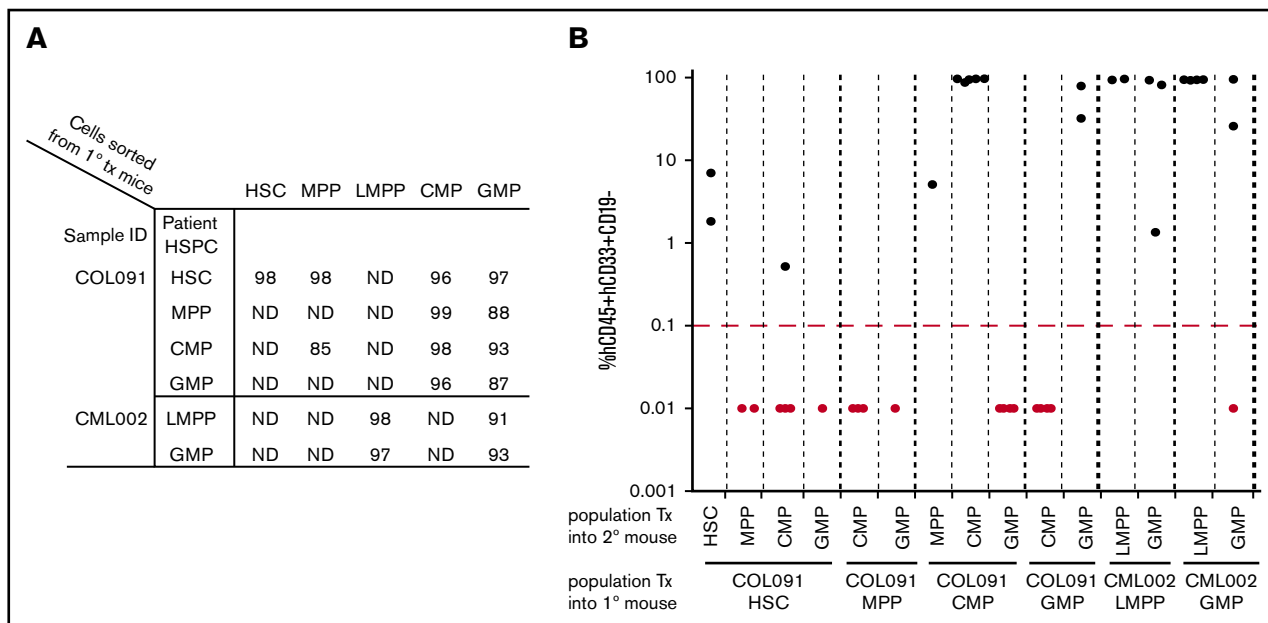 A
Cells sorted
from 1° tx mice
HSC MPP LMPP CMP GMP
Sample ID Patient
HSPC
COL091 HSC 98 98 ND 96 97
MPP ND ND ND 99 88
CMP ND 85 ND 98 93
GMP ND ND ND 96 87
CML002 LMPP ND ND 98 ND 91
GMP ND ND 97 ND 93
B
%hCD45+hCD33+CD19-
100
10
1
0.1
0.01
0.001
population Tx
into 2° mouse
HSC MPP CMP GMP CMP GMP MPP CMP GMP CMP GMP LMPP GMP LMPP GMP
population Tx
into 1° mouse
COL091 COL091 COL091 COL091 CML002 CML002
HSC MPP CMP GMP LMPP GMP